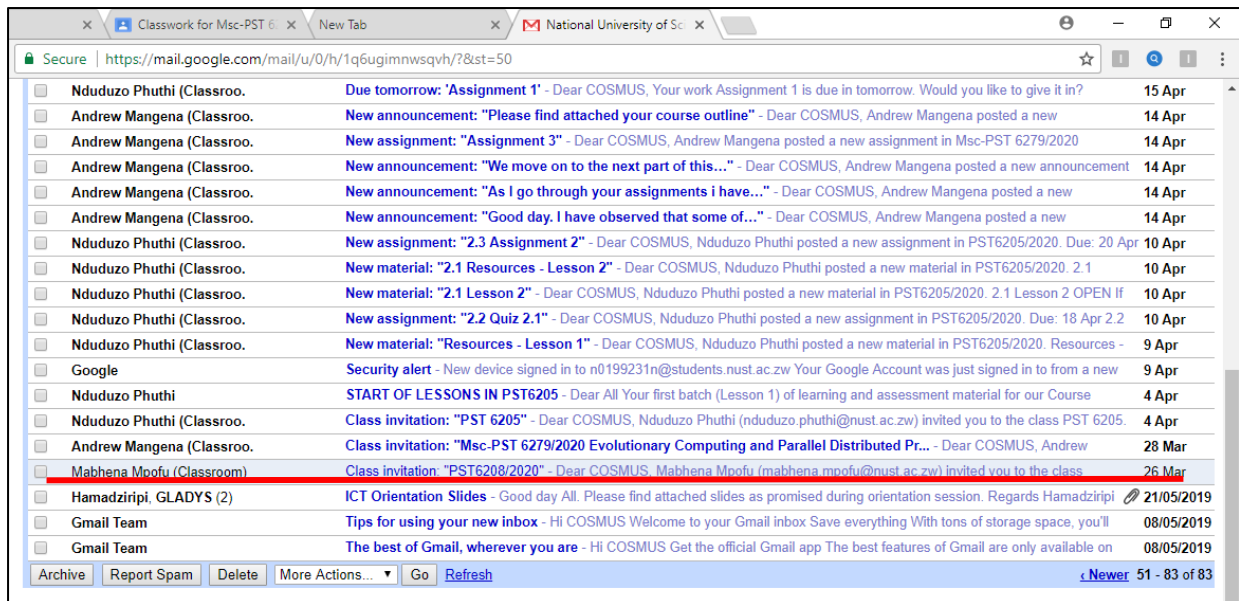 Classwork for Msc-PST 6: New Tab National University of Sc
Secure https://mail.google.com/mail/u/0/h/1q6ugimnwsqvh/?&st=50
Nduduzo Phuthi (Classroo. Due tomorrow: 'Assignment 1' - Dear COSMUS, Your work Assignment 1 is due in tomorrow. Would you like to give it in? 15 Apr
Andrew Mangena (Classroo. New announcement: "Please find attached your course outline" - Dear COSMUS, Andrew Mangena posted a new 14 Apr
Andrew Mangena (Classroo. New assignment: "Assignment 3" - Dear COSMUS, Andrew Mangena posted a new assignment in Msc-PST 6279/2020 14 Apr
Andrew Mangena (Classroo. New announcement: "We move on to the next part of this…" - Dear COSMUS, Andrew Mangena posted a new announcement 14 Apr
Andrew Mangena (Classroo. New announcement: "As I go through your assignments i have…" - Dear COSMUS, Andrew Mangena posted a new 14 Apr
Andrew Mangena (Classroo. New announcement: "Good day. I have observed that some of…" - Dear COSMUS, Andrew Mangena posted a new 14 Apr
Nduduzo Phuthi (Classroo. New assignment: "2.3 Assignment 2" - Dear COSMUS, Nduduzo Phuthi posted a new assignment in PST6205/2020. Due: 20 Apr 10 Apr
Nduduzo Phuthi (Classroo. New material: "2.1 Resources - Lesson 2" - Dear COSMUS, Nduduzo Phuthi posted a new material in PST6205/2020. 2.1 10 Apr
Nduduzo Phuthi (Classroo. New material: "2.1 Lesson 2" - Dear COSMUS, Nduduzo Phuthi posted a new material in PST6205/2020. 2.1 Lesson 2 OPEN If 10 Apr
Nduduzo Phuthi (Classroo. New assignment: "2.2 Quiz 2.1" - Dear COSMUS, Nduduzo Phuthi posted a new assignment in PST6205/2020. Due: 18 Apr 2.2 10 Apr
Nduduzo Phuthi (Classroo. New material: "Resources - Lesson 1" - Dear COSMUS, Nduduzo Phuthi posted a new material in PST6205/2020. Resources - 9 Apr
Google Security alert - New device signed in to n0199231n@students.nust.ac.zw Your Google Account was just signed in to from a new 9 Apr
Nduduzo Phuthi START OF LESSONS IN PST6205 - Dear All Your first batch (Lesson 1) of learning and assessment material for our Course 4 Apr
Nduduzo Phuthi (Classroo. Class invitation: "PST 6205" - Dear COSMUS, Nduduzo Phuthi (nduduzo.phuthi@nust.ac.zw) invited you to the class PST 6205. 4 Apr
Andrew Mangena (Classroo. Class invitation: "Msc-PST 6279/2020 Evolutionary Computing and Parallel Distributed Pr... - Dear COSMUS, Andrew 28 Mar
Mabhena Mpofu (Classroom) Class invitation: "PST6208/2020" - Dear COSMUS, Mabhena Mpofu (mabhena.mpofu@nust.ac.zw) invited you to the class 26 Mar
Hamadziripi, GLADYS (2) ICT Orientation Slides - Good day All. Please find attached slides as promised during orientation session. Regards Hamadziripi 21/05/2019
Gmail Team Tips for using your new inbox - Hi COSMUS Welcome to your Gmail inbox Save everything With tons of storage space, you'll 08/05/2019
Gmail Team The best of Gmail, wherever you are - Hi COSMUS Get the official Gmail app The best features of Gmail are only available on 08/05/2019
Archive Report Spam Delete More Actions... Go Refresh ‹ Newer 51 - 83 of 83